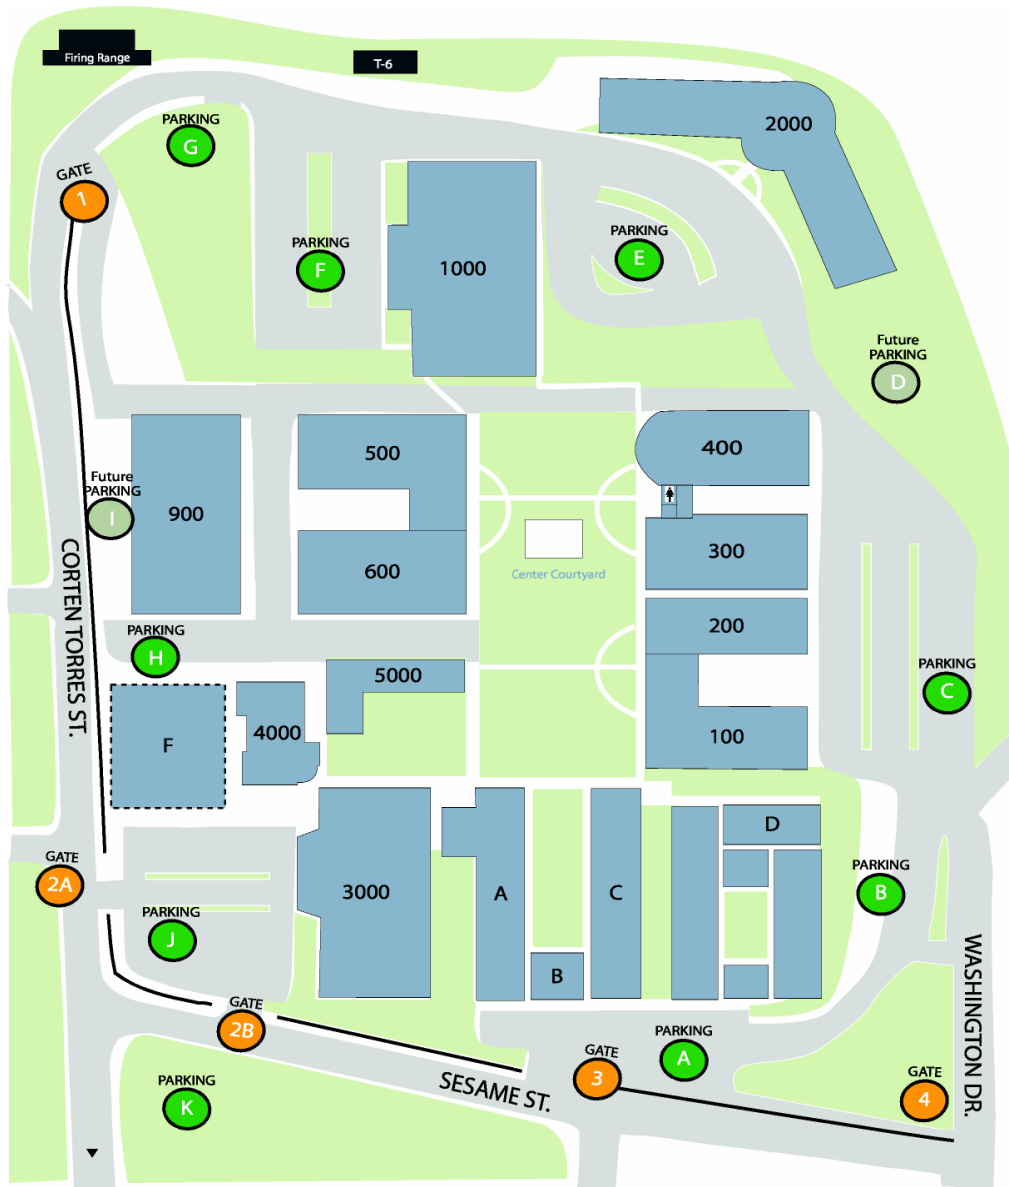 Firing Range
T-6
2000
PARKING
G
GATE
1
PARKING
F
1000
PARKING
E
Future
PARKING
D
500
400
Future
PARKING
I
900
600
300
Center Courtyard
CORTEN TORRES ST.
PARKING
H
200
5000
PARKING
C
F
4000
100
D
GATE
2A
3000
A
C
PARKING
B
B
PARKING
J
WASHINGTON DR.
GATE
2B
PARKING
A
GATE
3
SESAME ST.
GATE
4
PARKING
K